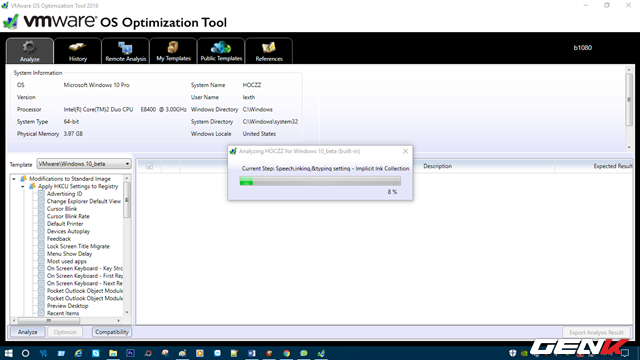 VMware OS Optimization Tool 2016
vmware OS Optimization Tool
Analyze
History
Remote Analysis
My Templates
Public Templates
References
b1080
System Information
OS Microsoft Windows 10 Pro System Name HOCZZ
Version User Name lexth
Processor Intel(R) Core(TM)2 Duo CPU E8400 @ 3.00GHz Windows Directory C:\Windows
System Type 64-bit System Directory C:\Windows\system32
Physical Memory 3.97 GB Windows Locale United States
Analyzing HOCZZ for Windows 10_beta (built-in)
Current Step: Speech,inking,&typing setting - Implicit Ink Collection
8 %
Template VMware\Windows 10_beta
Description Expected Result
Modifications to Standard Image
Apply HKCU Settings to Registry
Advertising ID
Change Explorer Default View
Cursor Blink
Cursor Blink Rate
Default Printer
Devices Autoplay
Feedback
Lock Screen Title Migrate
Menu Show Delay
Most used apps
On Screen Keyboard - Key Stro
On Screen Keyboard - First Rep
On Screen Keyboard - Next Re
Pocket Outlook Object Module
Pocket Outlook Object Module
Preview Desktop
Recent Items
Analyze
Optimize
Compatibility
Export Analysis Result
GENK